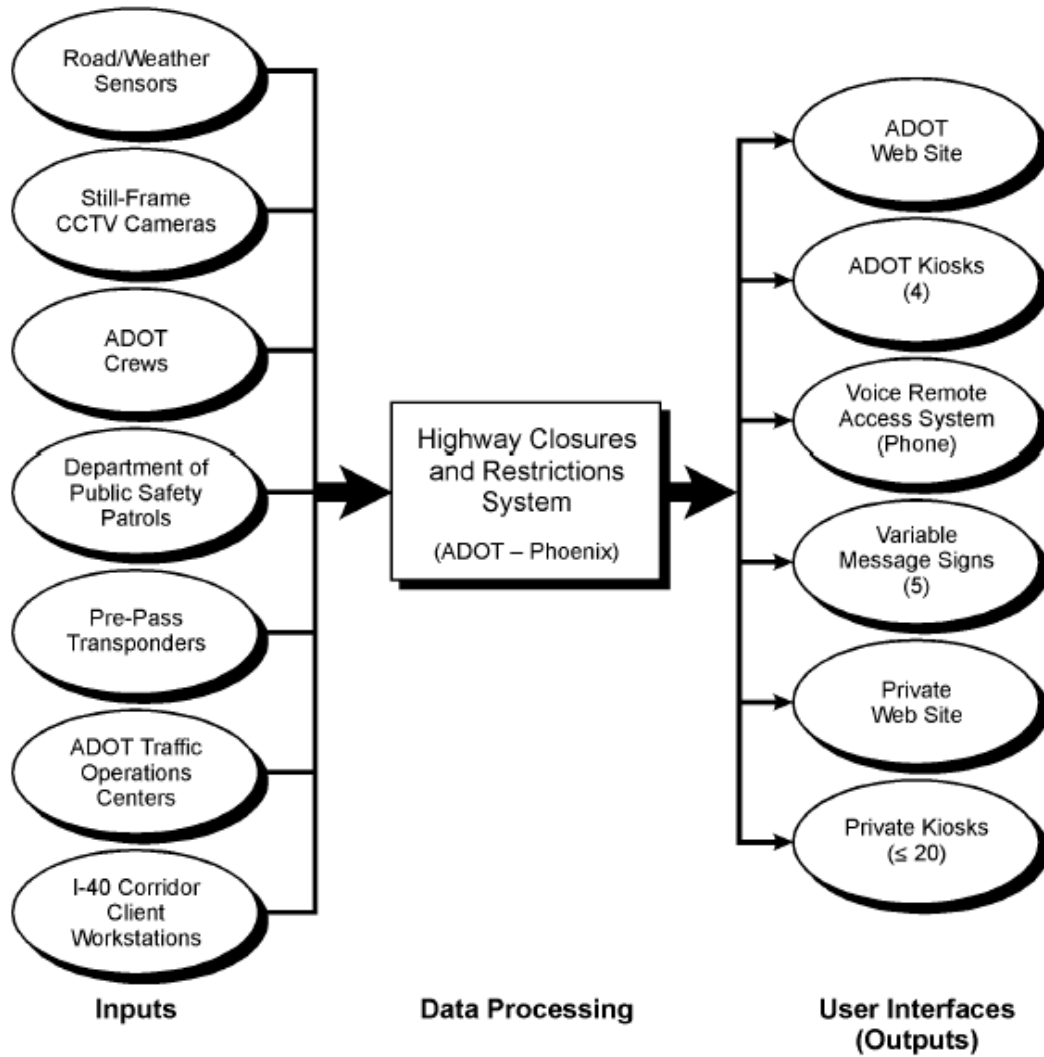 Road/Weather
Sensors
Still-Frame
CCTV Cameras
ADOT
Crews
Department of
Public Safety
Patrols
Pre-Pass
Transponders
ADOT Traffic
Operations
Centers
I-40 Corridor
Client
Workstations
Inputs
Highway Closures
and Restrictions
System
(ADOT – Phoenix)
Data Processing
ADOT
Web Site
ADOT Kiosks
(4)
Voice Remote
Access System
(Phone)
Variable
Message Signs
(5)
Private
Web Site
Private Kiosks
(≤ 20)
User Interfaces
(Outputs)